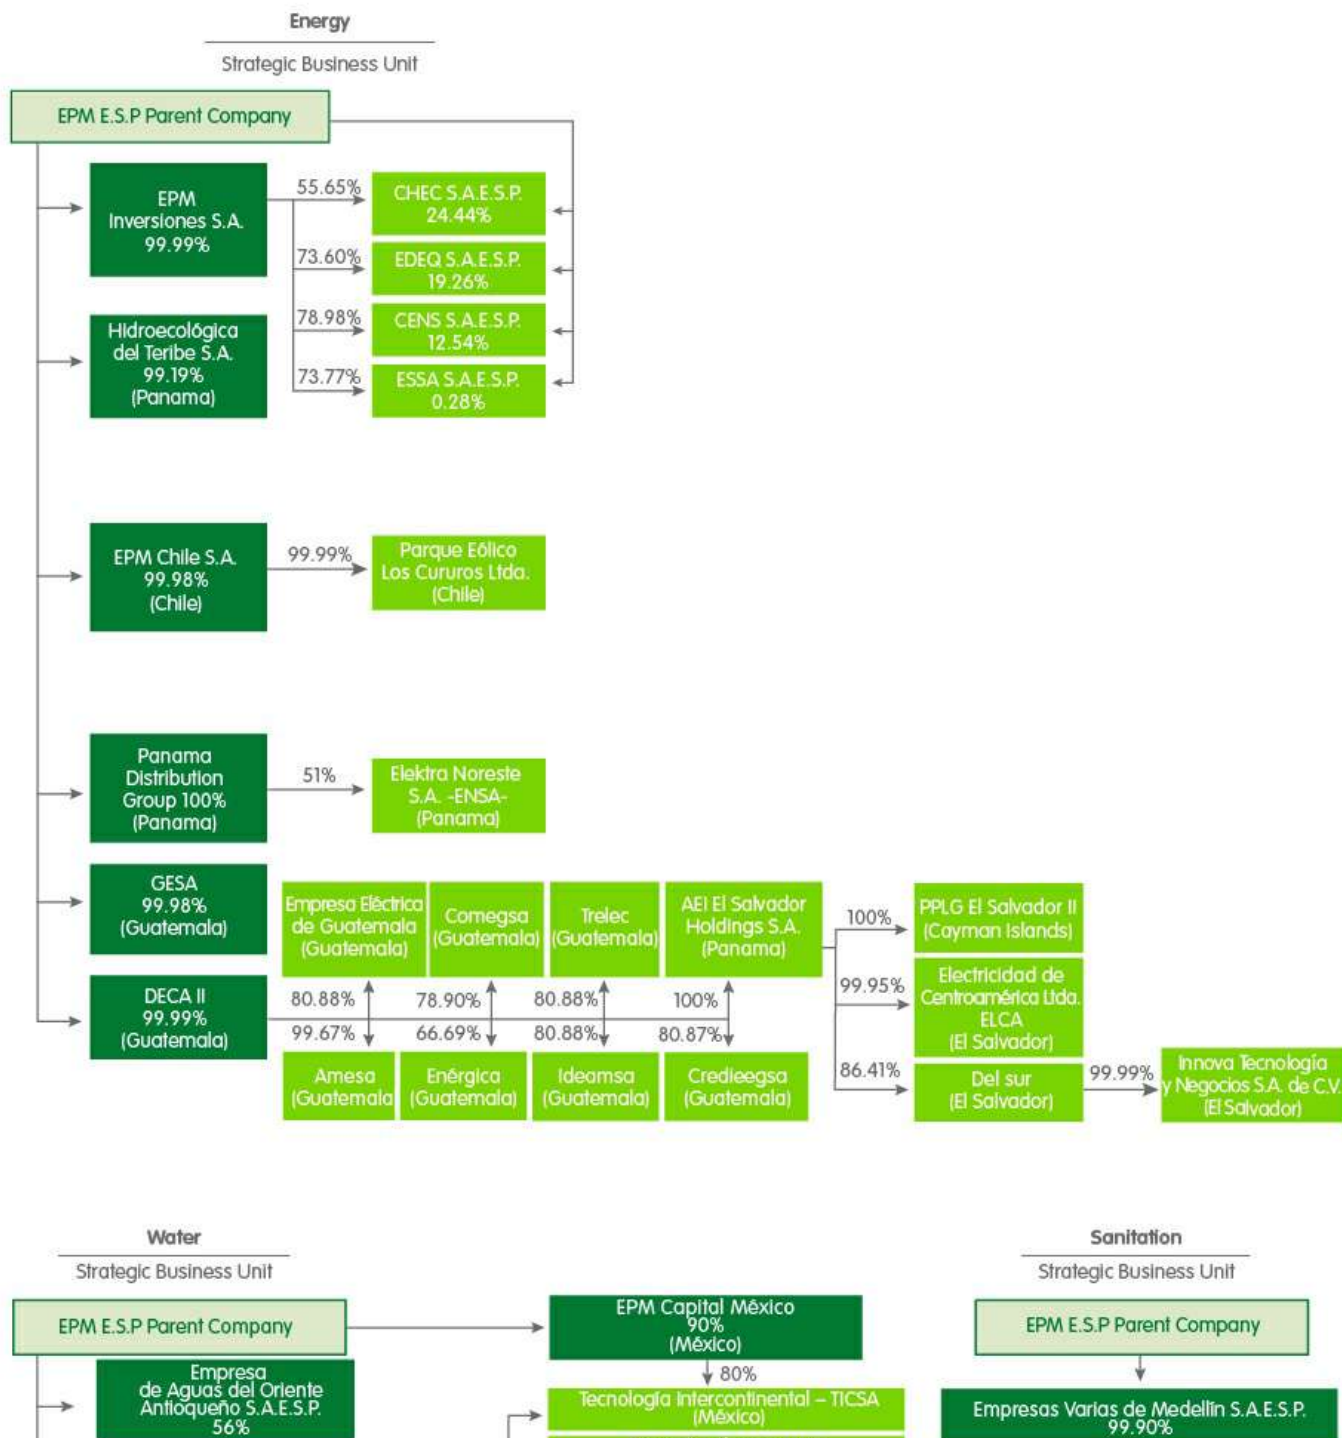 Energy
Strategic Business Unit
EPM E.S.P Parent Company
EPM
Inversiones S.A.
99.99%
55.65%
CHEC S.A.E.S.P.
24.44%
73.60%
EDEQ S.A.E.S.P.
19.26%
78.98%
CENS S.A.E.S.P.
12.54%
73.77%
ESSA S.A.E.S.P.
0.28%
Hidroecológica
del Teribe S.A.
99.19%
(Panama)
EPM Chile S.A.
99.98%
(Chile)
99.99%
Parque Eólico
Los Cururos Ltda.
(Chile)
Panama
Distribution
Group 100%
(Panama)
51%
Elektra Noreste
S.A. -ENSA-
(Panama)
GESA
99.98%
(Guatemala)
DECA II
99.99%
(Guatemala)
Empresa Eléctrica
de Guatemala
(Guatemala)
Comegsa
(Guatemala)
Trelec
(Guatemala)
AEI El Salvador
Holdings S.A.
(Panama)
80.88%
78.90%
80.88%
100%
99.67%
66.69%
80.88%
80.87%
Amesa
(Guatemala
Enérgica
(Guatemala)
Ideamsa
(Guatemala)
Credieegsa
(Guatemala)
100%
PPLG El Salvador II
(Cayman Islands)
99.95%
Electricidad de
Centroamérica Ltda.
ELCA
(El Salvador)
86.41%
Del sur
(El Salvador)
99.99%
Innova Tecnología
y Negocios S.A. de C.V.
(El Salvador)
Water
Strategic Business Unit
EPM E.S.P Parent Company
Empresa
de Aguas del Oriente
Antioqueño S.A.E.S.P.
56%
EPM Capital México
90%
(México)
80%
Tecnología Intercontinental – TICSA
(México)
Sanitation
Strategic Business Unit
EPM E.S.P Parent Company
Empresas Varias de Medellín S.A.E.S.P.
99.90%